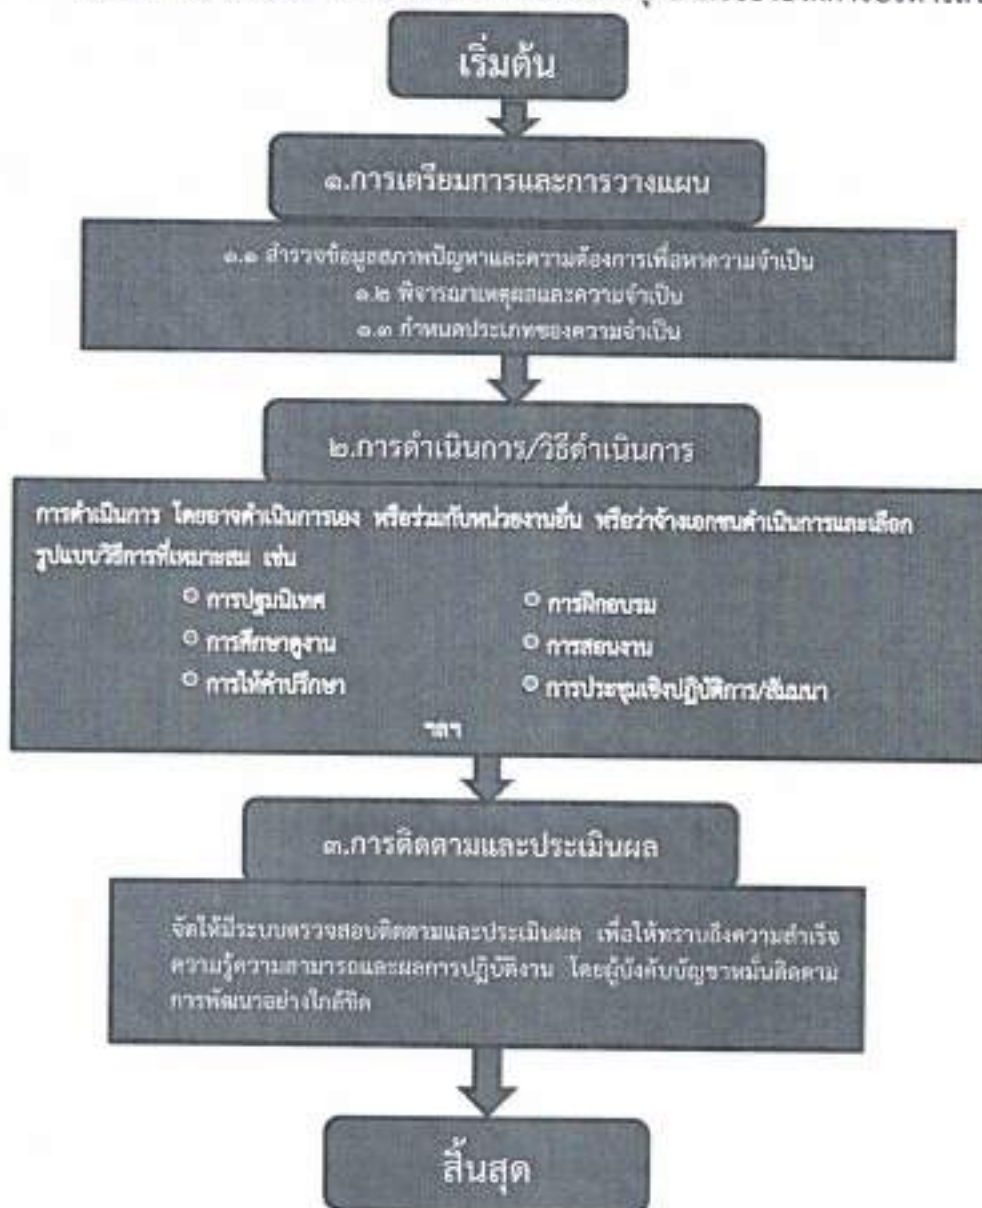 เริ่มต้น
๑.การเตรียมการและการวางแผน
๑.๑ สำรวจข้อมูลสภาพปัญหาและความต้องการเพื่อหาความจำเป็น
๑.๒ พิจารณาเหตุผลและความจำเป็น
๑.๓ กำหนดประเภทของความจำเป็น
๒.การดำเนินการ/วิธีดำเนินการ
การดำเนินการ โดยอาจดำเนินการเอง หรือร่วมกับหน่วยงานอื่น หรือว่าจ้างเอกชนดำเนินการและเลือก
รูปแบบวิธีการที่เหมาะสม เช่น
○ การปฐมนิเทศ ○ การฝึกอบรม
○ การศึกษาดูงาน ○ การสอนงาน
○ การให้คำปรึกษา ○ การประชุมเชิงปฏิบัติการ/สัมมนา
ฯลฯ
๓.การติดตามและประเมินผล
จัดให้มีระบบตรวจสอบติดตามและประเมินผล เพื่อให้ทราบถึงความสำเร็จ
ความรู้ความสามารถและผลการปฏิบัติงาน โดยผู้บังคับบัญชาหมั่นติดตาม
การพัฒนาอย่างใกล้ชิด
สิ้นสุด